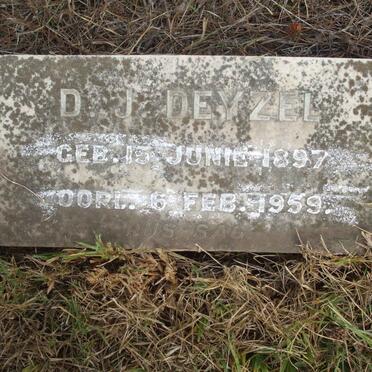 D. J. DEYZEL
GEB. 15 JUNIE 1897
OORL. 6 FEB. 1959.